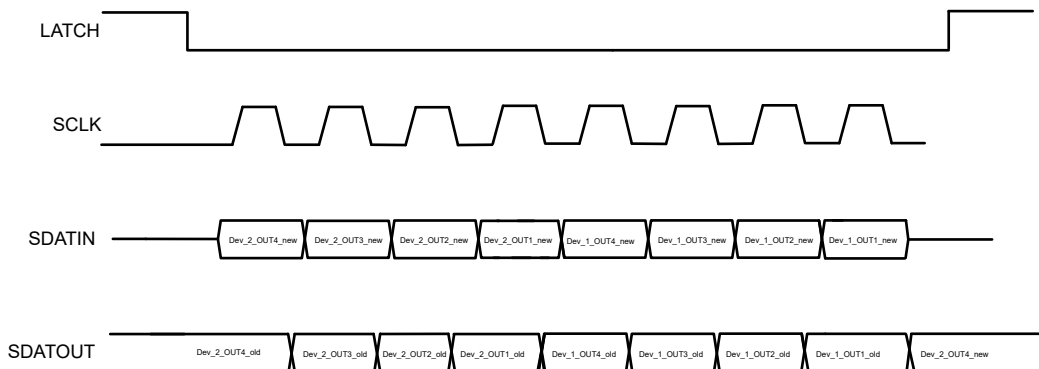 LATCH
SCLK
SDATIN
Dev_2_OUT4_new Dev_2_OUT3_new Dev_2_OUT2_new Dev_2_OUT1_new Dev_1_OUT4_new Dev_1_OUT3_new Dev_1_OUT2_new Dev_1_OUT1_new
SDATOUT
Dev_2_OUT4_old Dev_2_OUT3_old Dev_2_OUT2_old Dev_2_OUT1_old Dev_1_OUT4_old Dev_1_OUT3_old Dev_1_OUT2_old Dev_1_OUT1_old Dev_2_OUT4_new